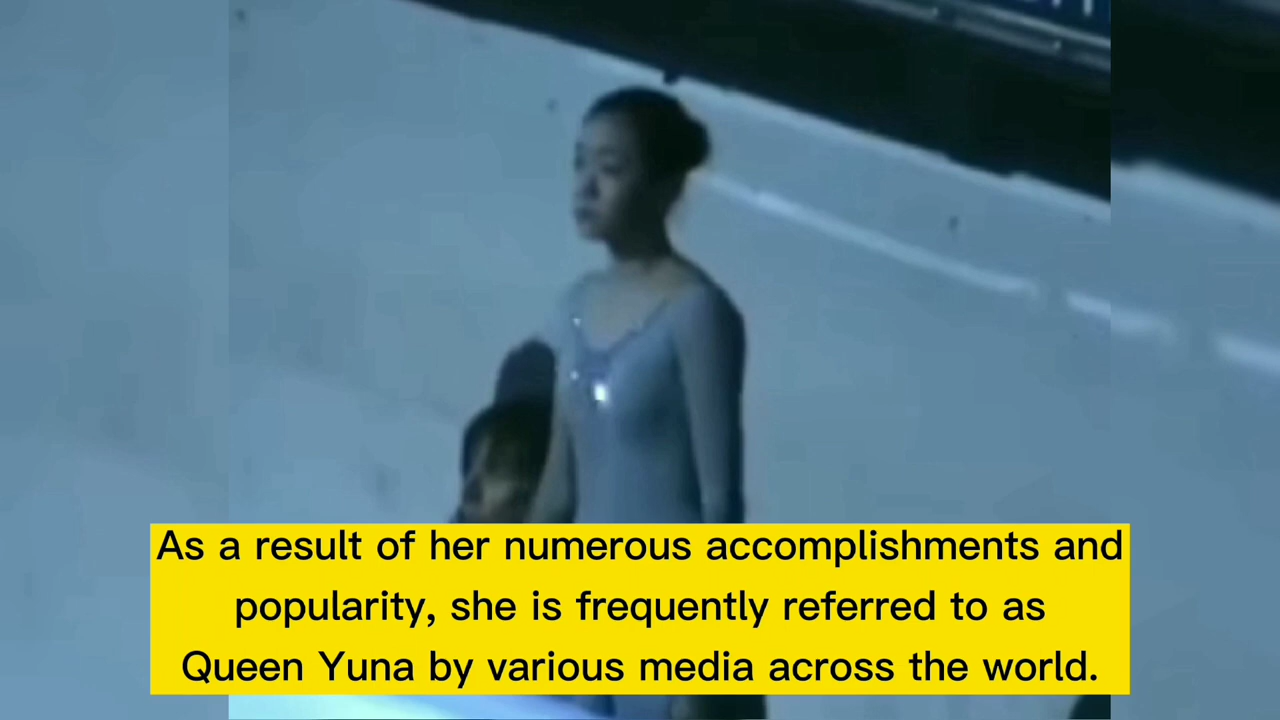 As a result of her numerous accomplishments and
popularity, she is frequently referred to as
Queen Yuna by various media across the world.